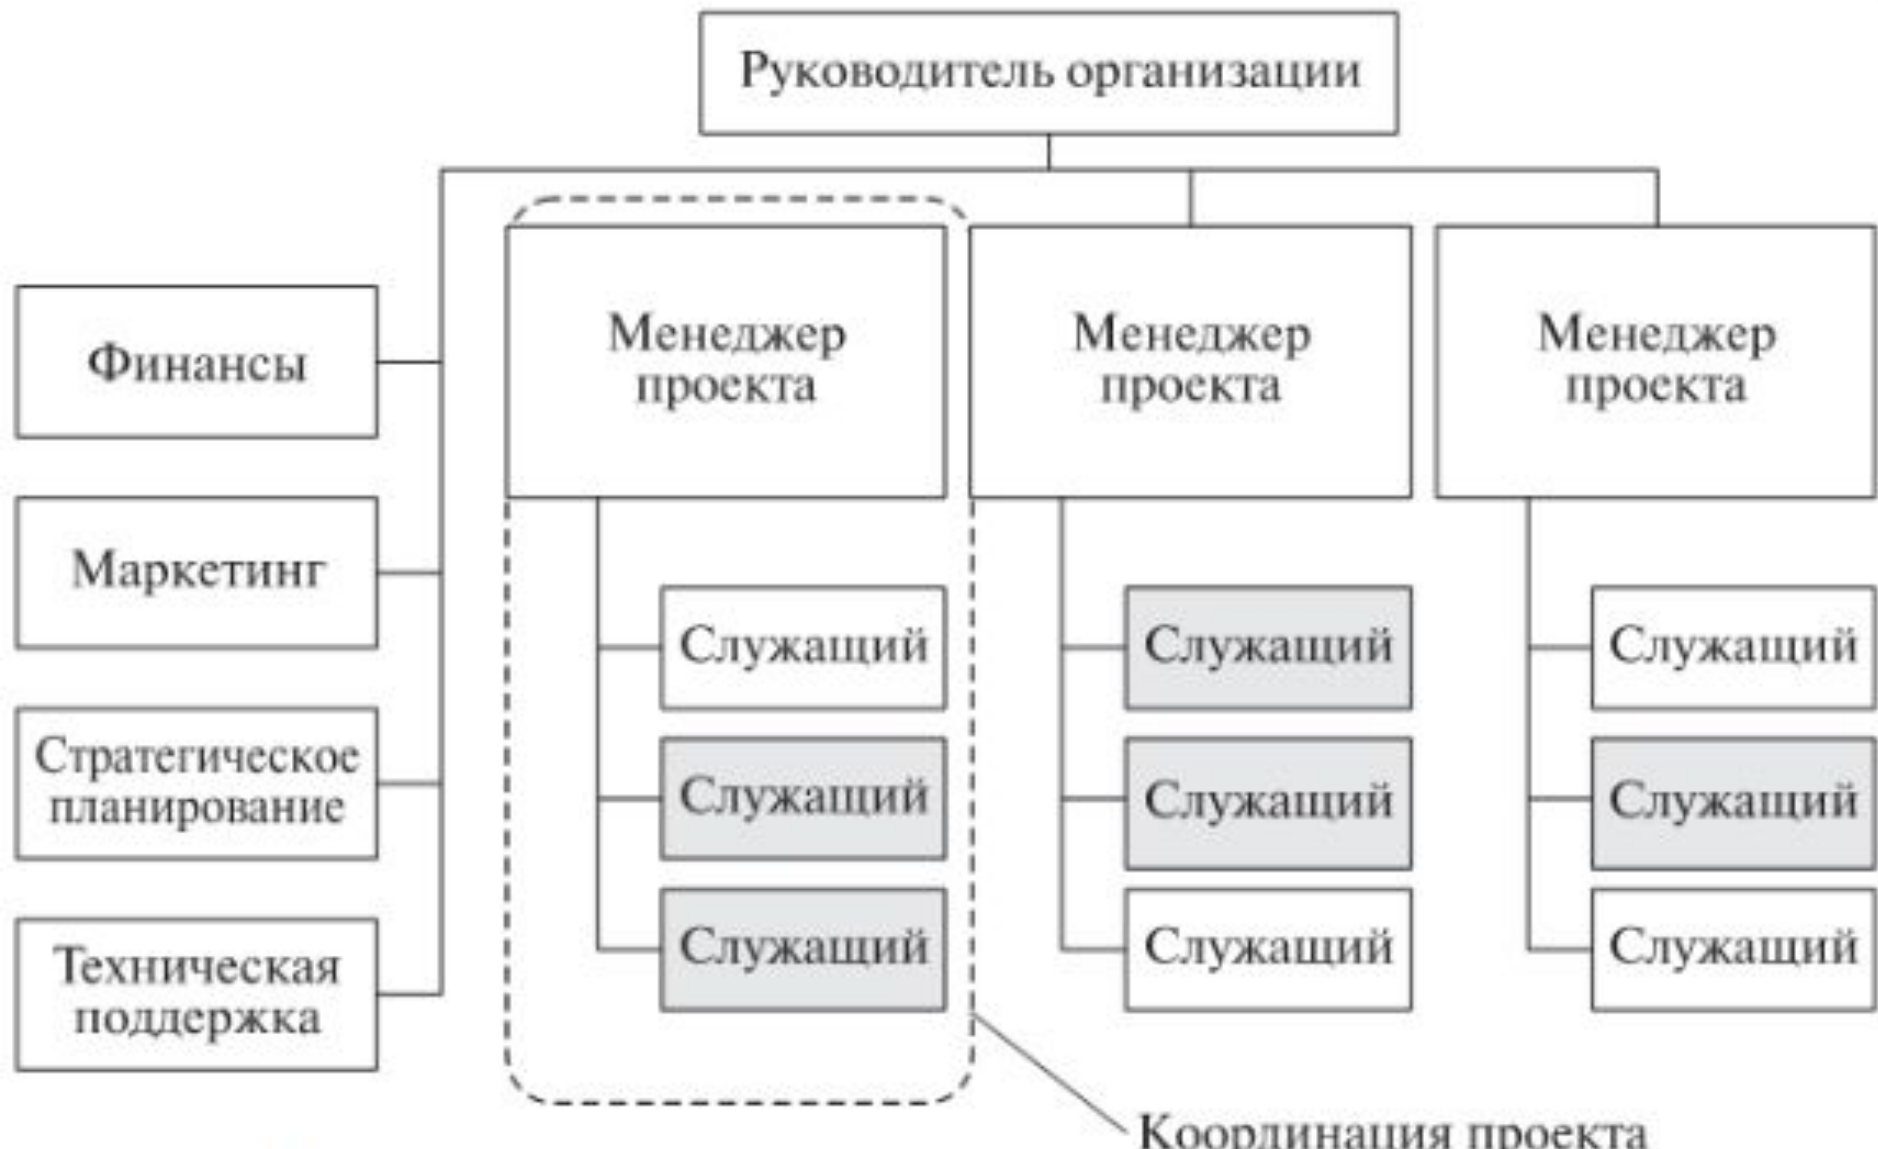 Руководитель организации
Финансы
Маркетинг
Стратегическое
планирование
Техническая
поддержка
Менеджер
проекта
Служащий
Служащий
Служащий
Менеджер
проекта
Служащий
Служащий
Служащий
Менеджер
проекта
Служащий
Служащий
Служащий
Координация проекта